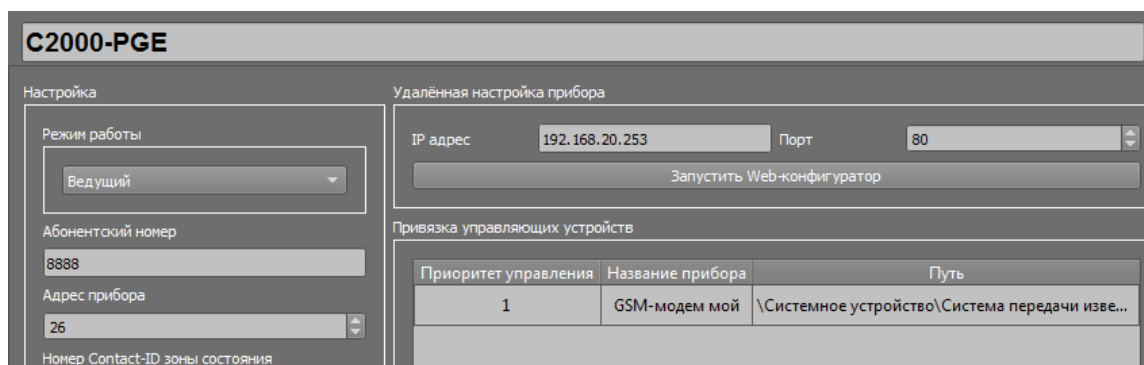 C2000-PGE
Настройка
Режим работы
Ведущий
Абонентский номер
8888
Адрес прибора
26
Номер Contact-ID зоны состояния
Удалённая настройка прибора
IP адрес 192.168.20.253 Порт 80
Запустить Web-конфигуратор
Привязка управляющих устройств
Приоритет управления Название прибора Путь
1 GSM-модем мой \Системное устройство\Система передачи изве...